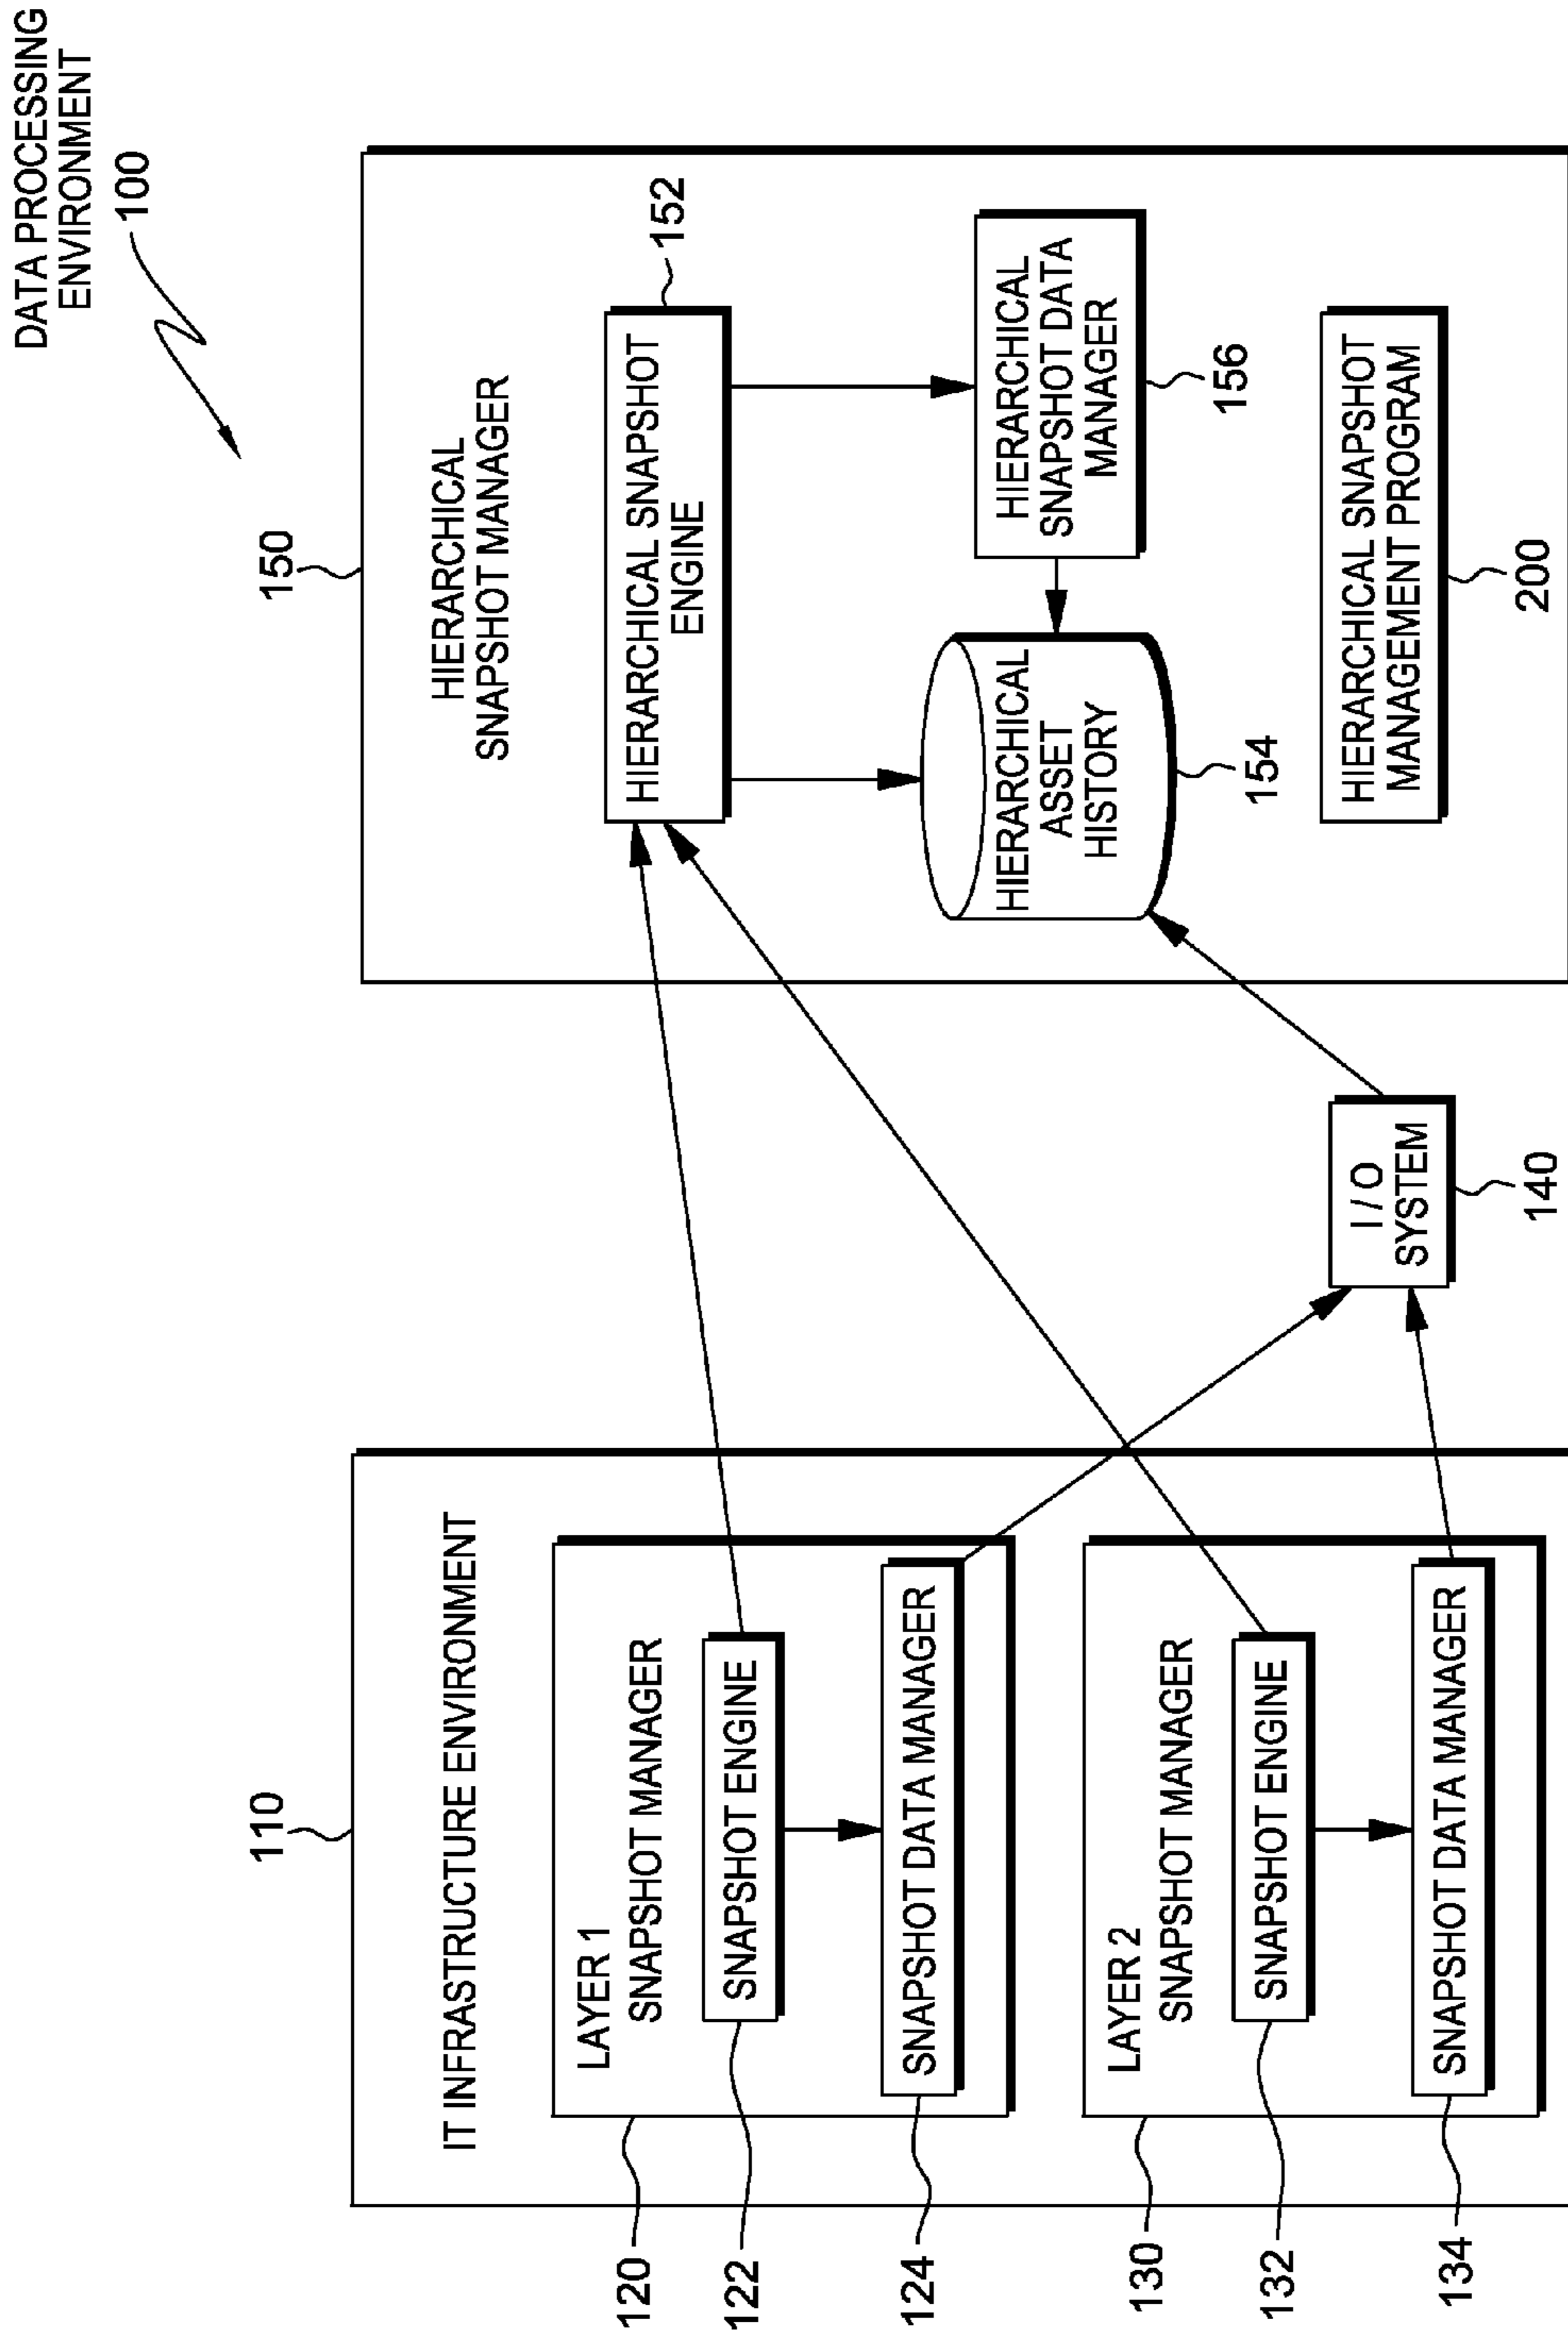 DATA PROCESSING
ENVIRONMENT
100
110
IT INFRASTRUCTURE ENVIRONMENT
120
LAYER 1
SNAPSHOT MANAGER
122
SNAPSHOT ENGINE
124
SNAPSHOT DATA MANAGER
130
LAYER 2
SNAPSHOT MANAGER
132
SNAPSHOT ENGINE
134
SNAPSHOT DATA MANAGER
I / O
SYSTEM
140
150
HIERARCHICAL
SNAPSHOT MANAGER
HIERARCHICAL SNAPSHOT
ENGINE
152
HIERARCHICAL
ASSET
HISTORY
154
HIERARCHICAL
SNAPSHOT DATA
MANAGER
156
HIERARCHICAL SNAPSHOT
MANAGEMENT PROGRAM
200